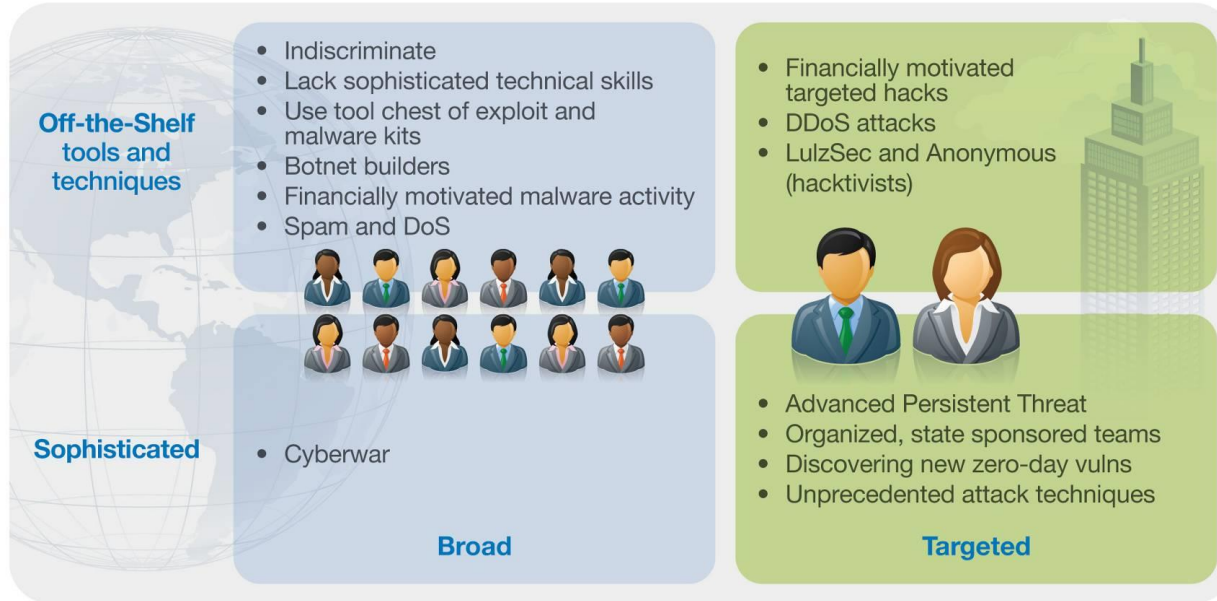 Off-the-Shelf
tools and
techniques
• Indiscriminate
• Lack sophisticated technical skills
• Use tool chest of exploit and
malware kits
• Botnet builders
• Financially motivated malware activity
• Spam and DoS
• Financially motivated
targeted hacks
• DDoS attacks
• LulzSec and Anonymous
(hacktivists)
Sophisticated
• Cyberwar
• Advanced Persistent Threat
• Organized, state sponsored teams
• Discovering new zero-day vulns
• Unprecedented attack techniques
Broad
Targeted